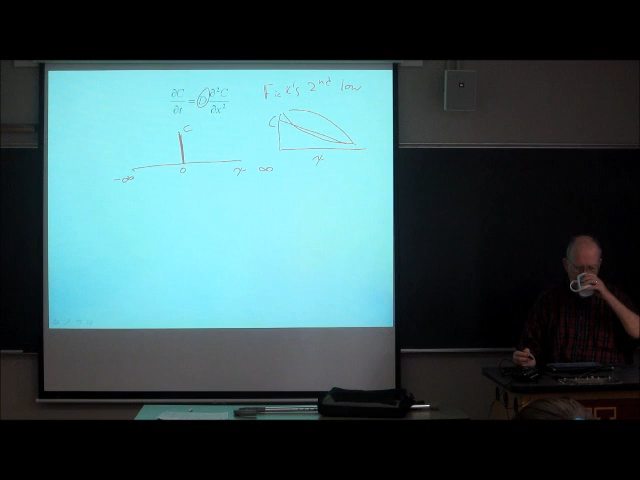 ∂C/∂t = D ∂²C/∂x²
Fick's 2nd law
C
C
-∞ 0 x ∞
x